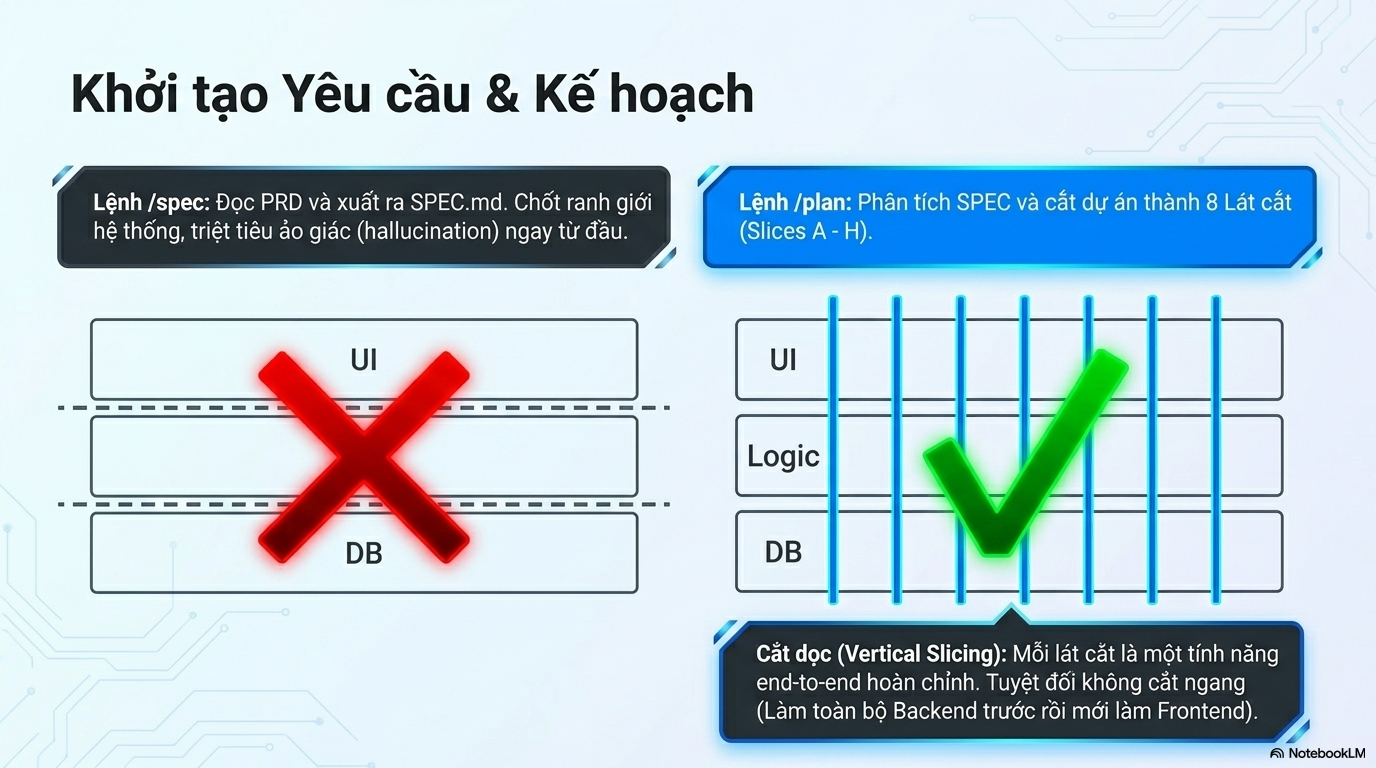 Khởi tạo Yêu cầu & Kế hoạch
Lệnh /spec: Đọc PRD và xuất ra SPEC.md. Chốt ranh giới
hệ thống, triệt tiêu ảo giác (hallucination) ngay từ đầu.
UI
DB
Lệnh /plan: Phân tích SPEC và cắt dự án thành 8 Lát cắt
(Slices A - H).
UI
Logic
DB
Cắt dọc (Vertical Slicing): Mỗi lát cắt là một tính năng
end-to-end hoàn chỉnh. Tuyệt đối không cắt ngang
(Làm toàn bộ Backend trước rồi mới làm Frontend).
NotebookLM